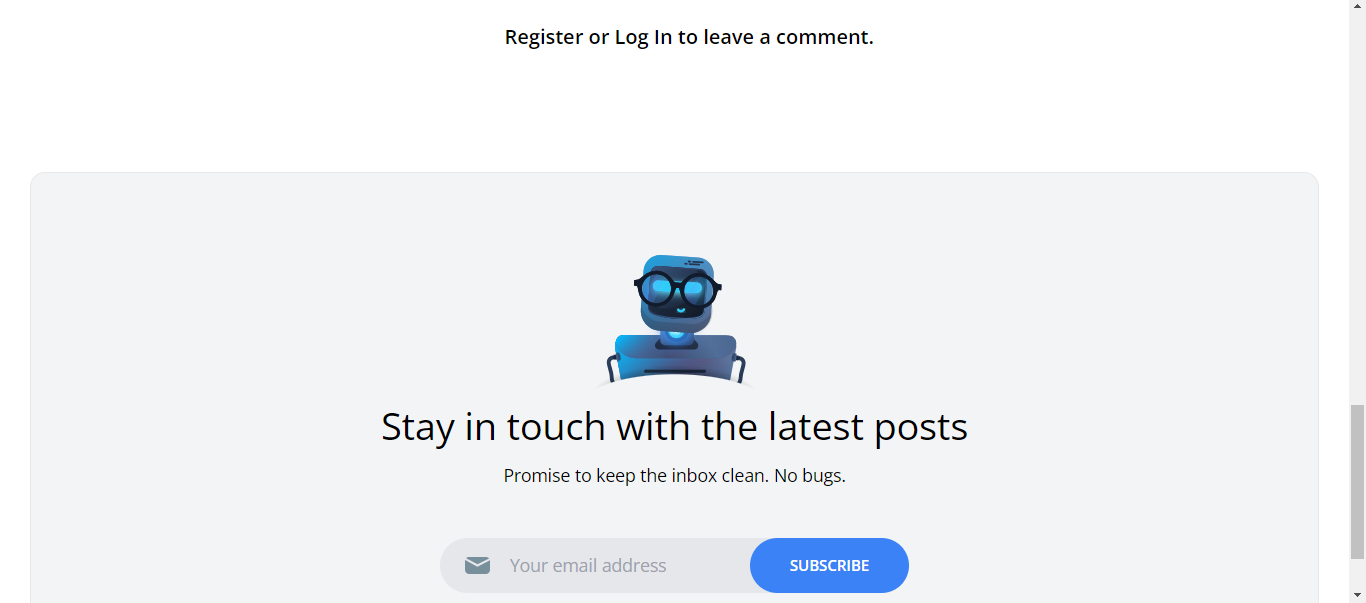 Register or Log In to leave a comment.
Stay in touch with the latest posts
Promise to keep the inbox clean. No bugs.
Your email address
SUBSCRIBE